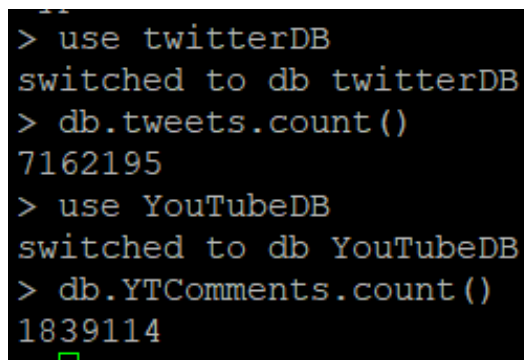 > use twitterDB
switched to db twitterDB
> db.tweets.count()
7162195
> use YouTubeDB
switched to db YouTubeDB
> db.YTComments.count()
1839114